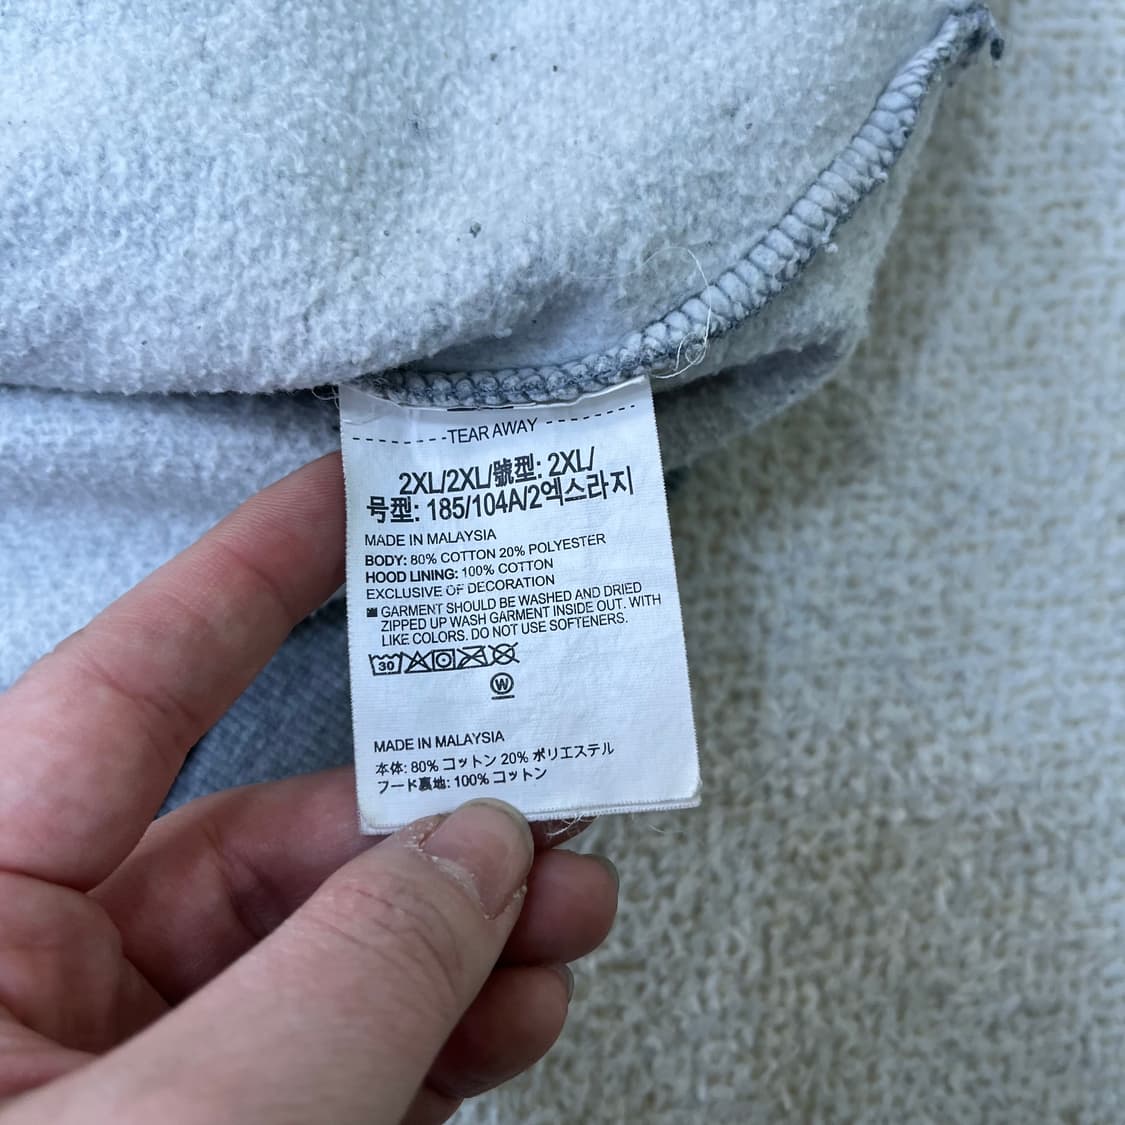 TEAR AWAY
2XL/2XL/號型: 2XL/
号型: 185/104A/2엑스라지
MADE IN MALAYSIA
BODY: 80% COTTON 20% POLYESTER
HOOD LINING: 100% COTTON
EXCLUSIVE OF DECORATION
GARMENT SHOULD BE WASHED AND DRIED
ZIPPED UP WASH GARMENT INSIDE OUT. WITH
LIKE COLORS. DO NOT USE SOFTENERS.
30
W
MADE IN MALAYSIA
本体: 80% コットン 20% ポリエステル
フード裏地: 100% コットン